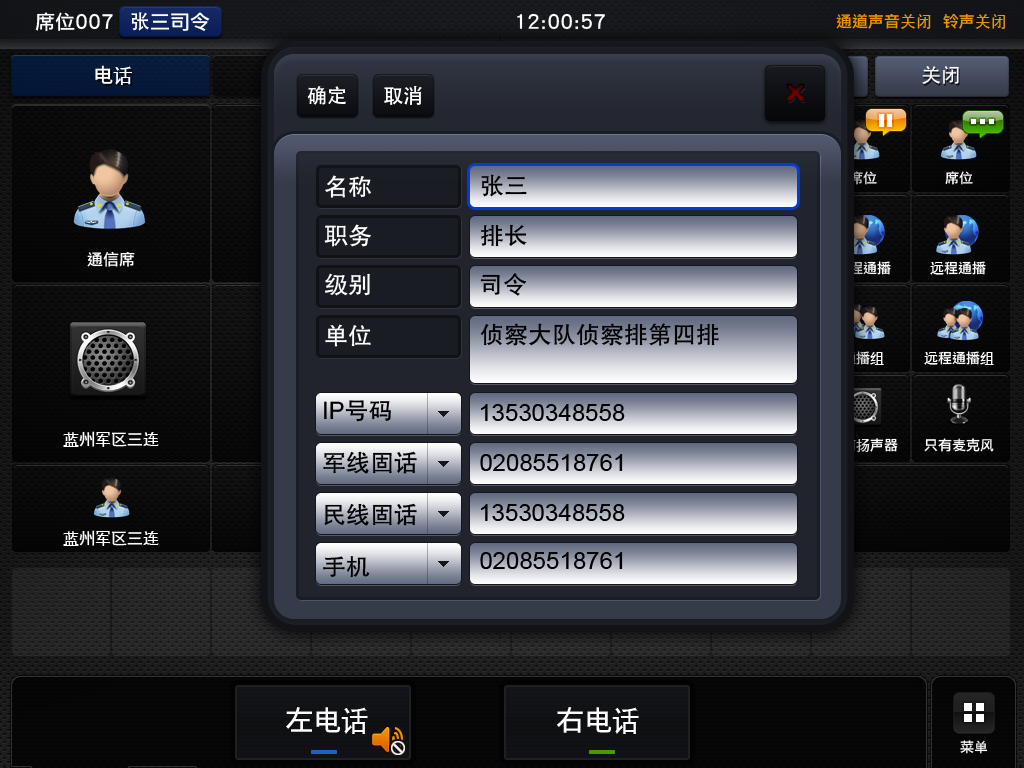 席位007 张三司令 12:00:57 通道声音关闭 铃声关闭
电话
关闭
确定 取消
名称 张三
职务 排长
级别 司令
单位 侦察大队侦察排第四排
IP号码 13530348558
军线固话 02085518761
民线固话 13530348558
手机 02085518761
通信席
蓝州军区三连
蓝州军区三连
席位 席位
程通播 远程通播
播组 远程通播组
扬声器 只有麦克风
左电话 右电话
菜单